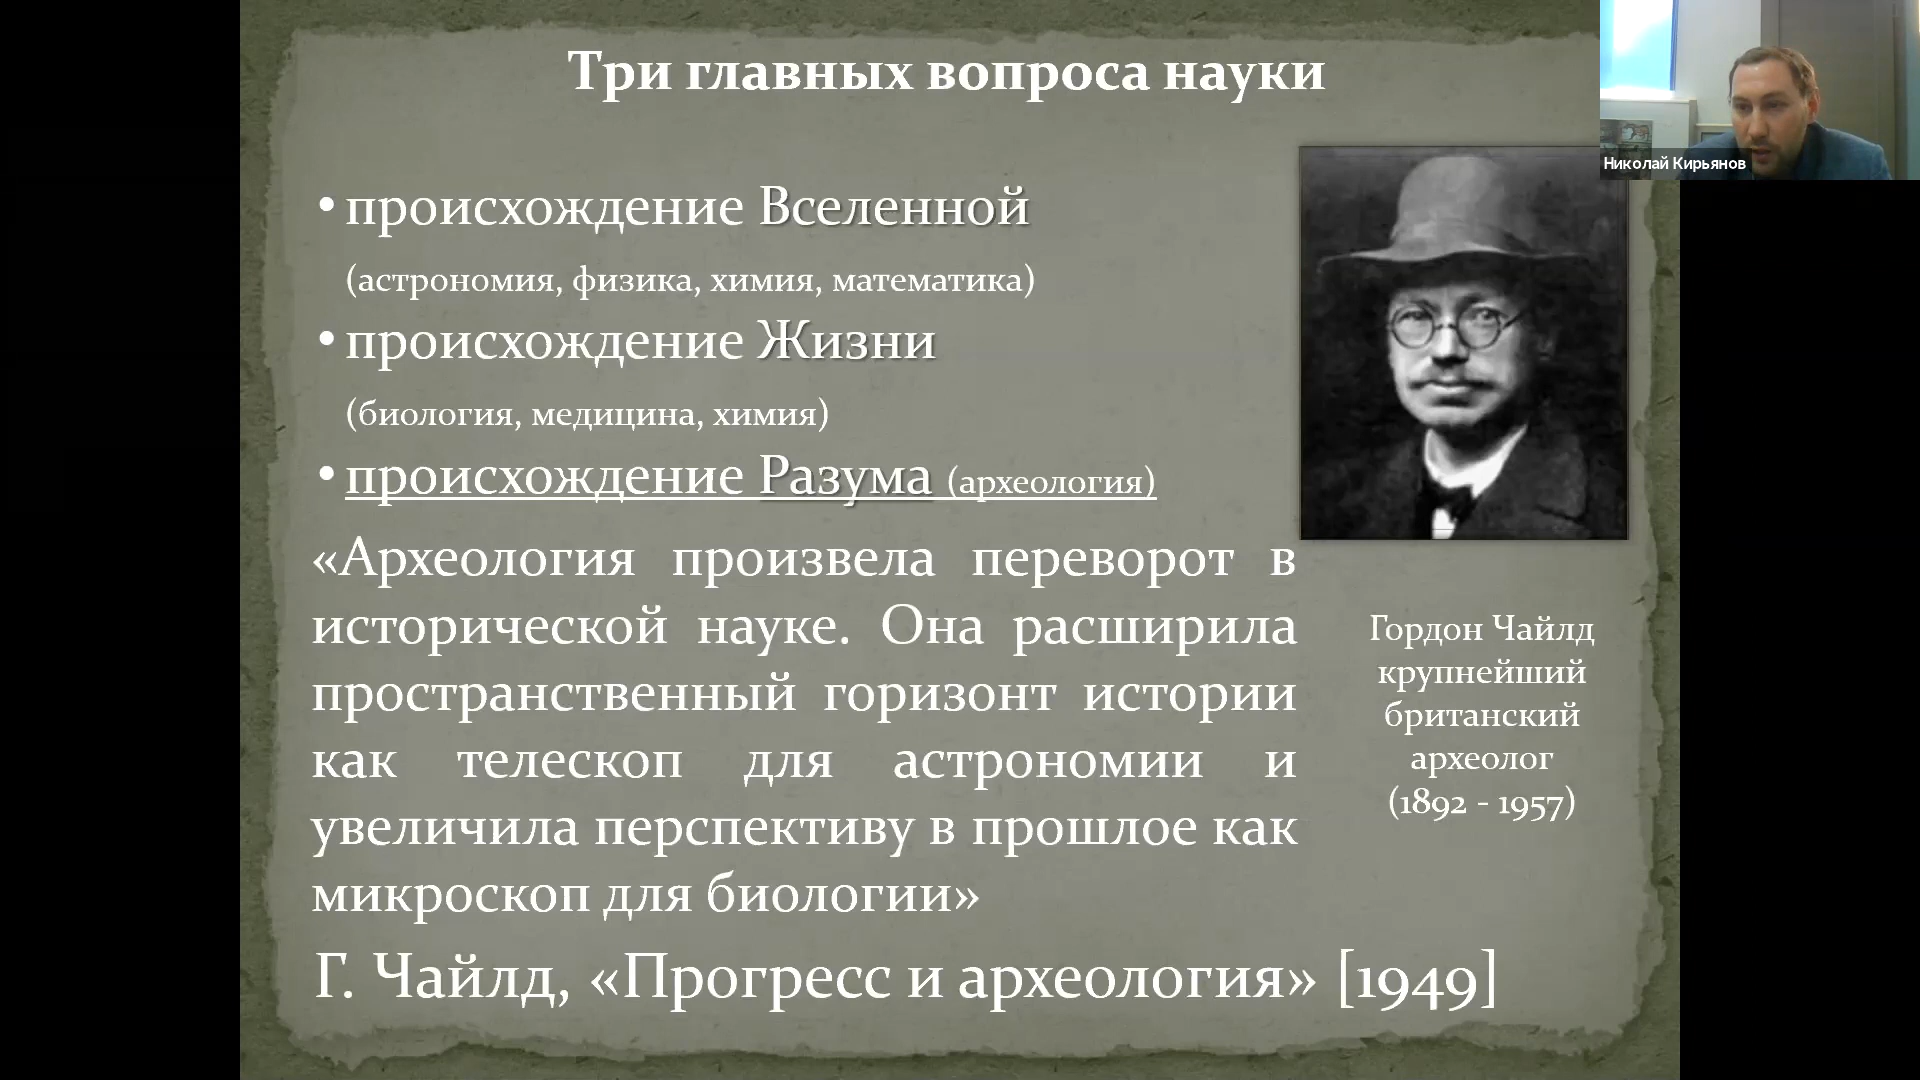 Три главных вопроса науки
Николай Кирьянов
• происхождение Вселенной
(астрономия, физика, химия, математика)
• происхождение Жизни
(биология, медицина, химия)
• происхождение Разума (археология)
«Археология произвела переворот в
исторической науке. Она расширила
пространственный горизонт истории
как телескоп для астрономии и
увеличила перспективу в прошлое как
микроскоп для биологии»
Г. Чайлд, «Прогресс и археология» [1949]
Гордон Чайлд
крупнейший
британский
археолог
(1892 - 1957)